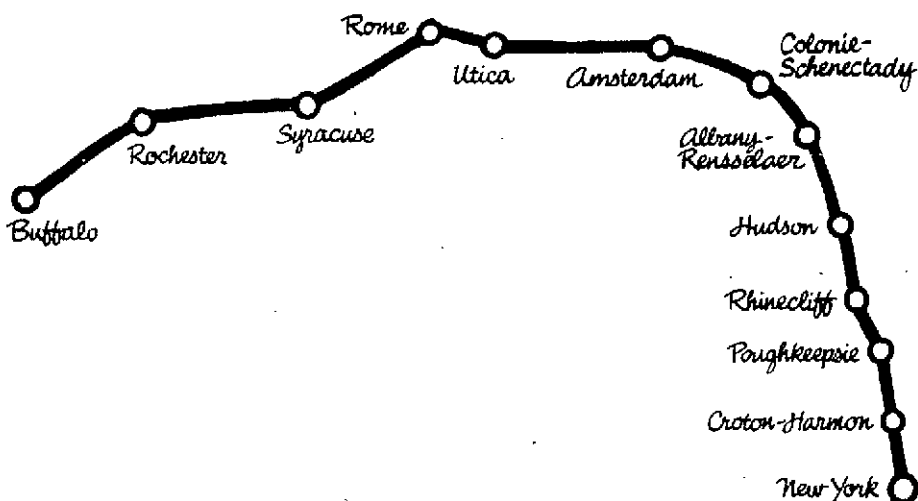 Rome
Utica
Amsterdam
Colonie-
Schenectady
Syracuse
Rochester
Albany-
Rensselaer
Buffalo
Hudson
Rhinecliff
Poughkeepsie
Croton-Harmon
New York